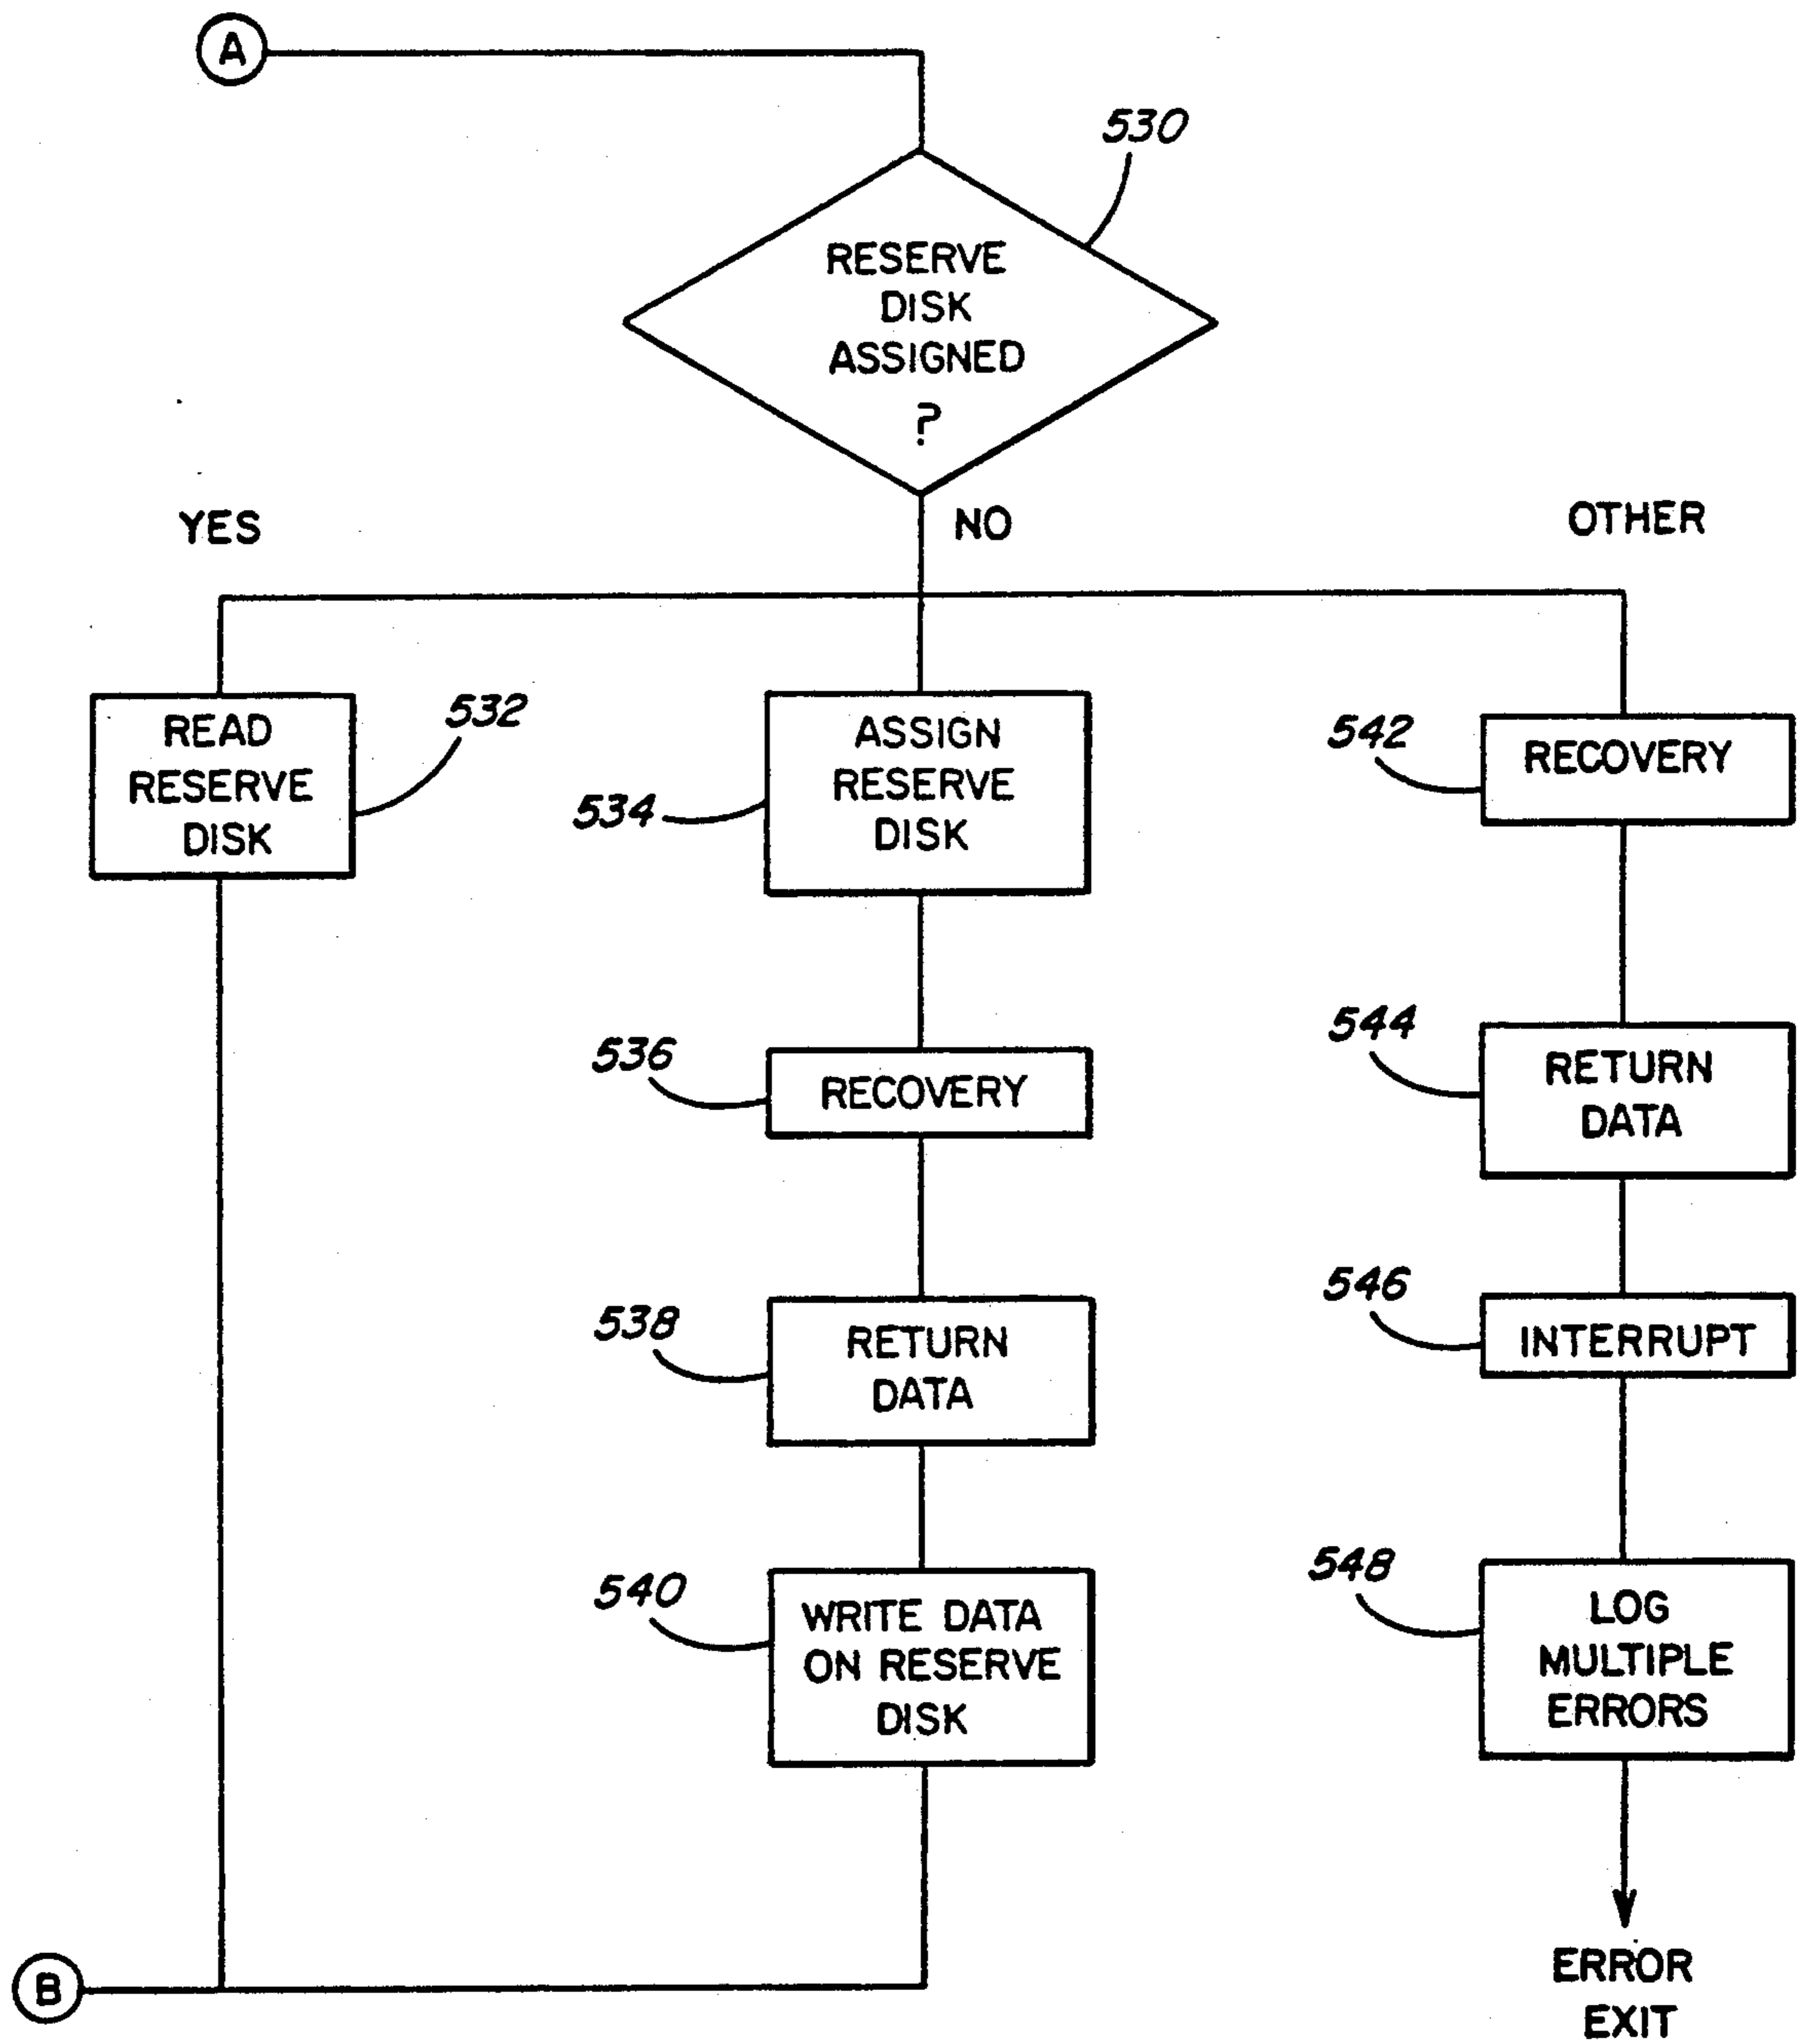 A
530
RESERVE
DISK
ASSIGNED
?
YES
NO
OTHER
READ
RESERVE
DISK
532
534
ASSIGN
RESERVE
DISK
542
RECOVERY
536
RECOVERY
544
RETURN
DATA
538
RETURN
DATA
546
INTERRUPT
540
WRITE DATA
ON RESERVE
DISK
548
LOG
MULTIPLE
ERRORS
B
ERROR
EXIT